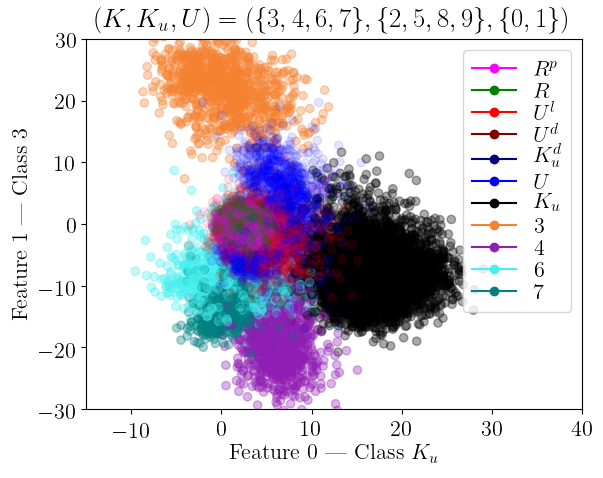 (K, K_u, U) = ({3, 4, 6, 7}, {2, 5, 8, 9}, {0, 1})
30
20
10
0
−10
−20
−30
Feature 1 — Class 3
R^p
R
U^l
U^d
K_u^d
U
K_u
3
4
6
7
−10 0 10 20 30 40
Feature 0 — Class K_u